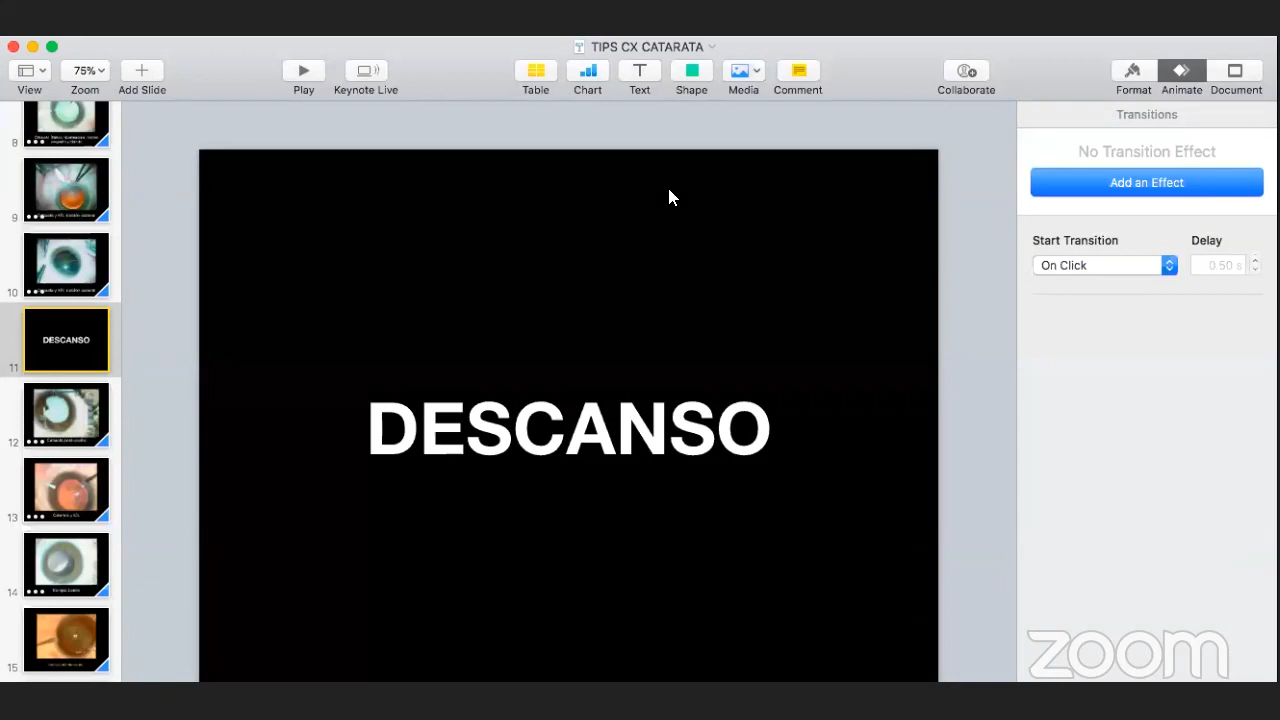 TIPS CX CATARATA
75%
View
Zoom
Add Slide
Play
Keynote Live
Table
Chart
Text
Shape
Media
Comment
Collaborate
Format
Animate
Document
Transitions
No Transition Effect
Add an Effect
Start Transition
Delay
On Click
0.50 s
8
9
10
DESCANSO
11
12
13
14
15
DESCANSO
zoom